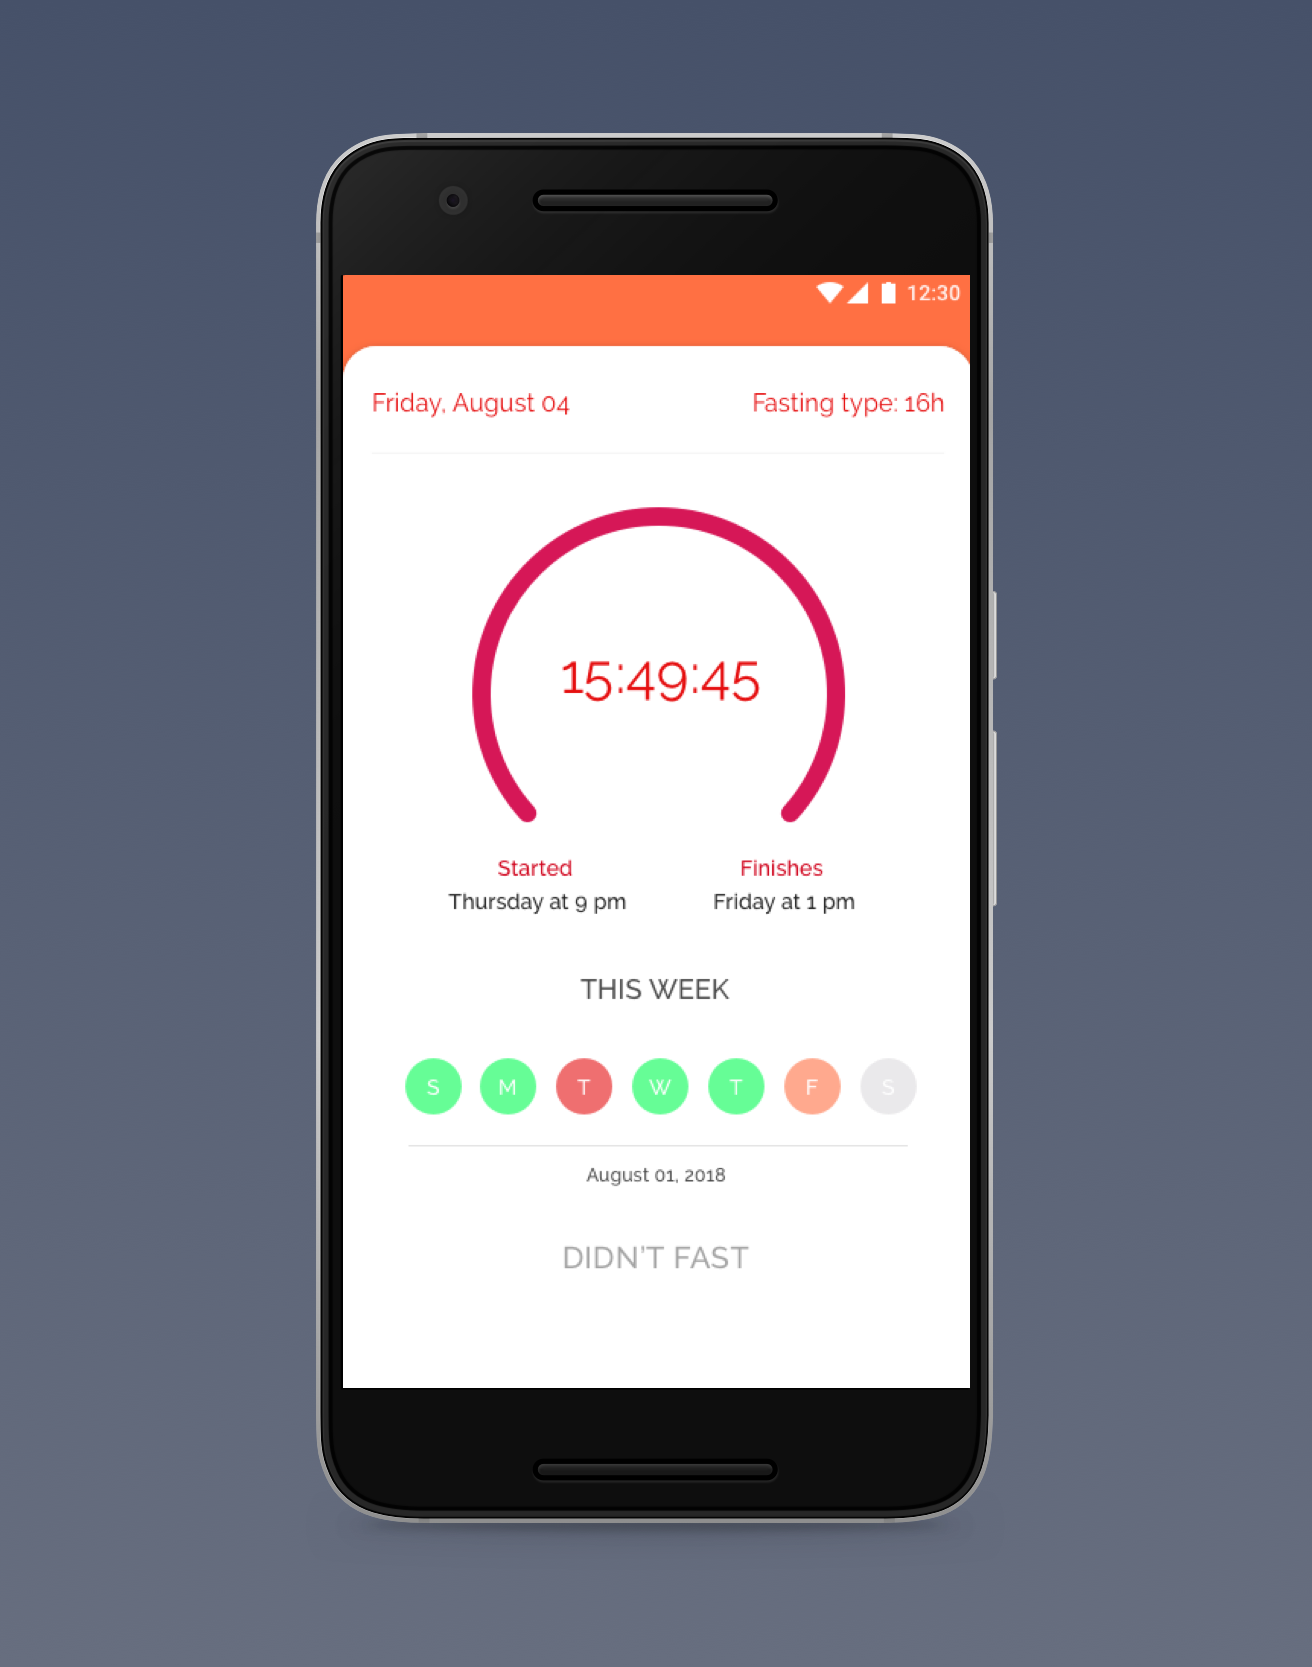 12:30
Friday, August 04
Fasting type: 16h
15:49:45
Started
Finishes
Thursday at 9 pm
Friday at 1 pm
THIS WEEK
S M T W T F S
August 01, 2018
DIDN'T FAST